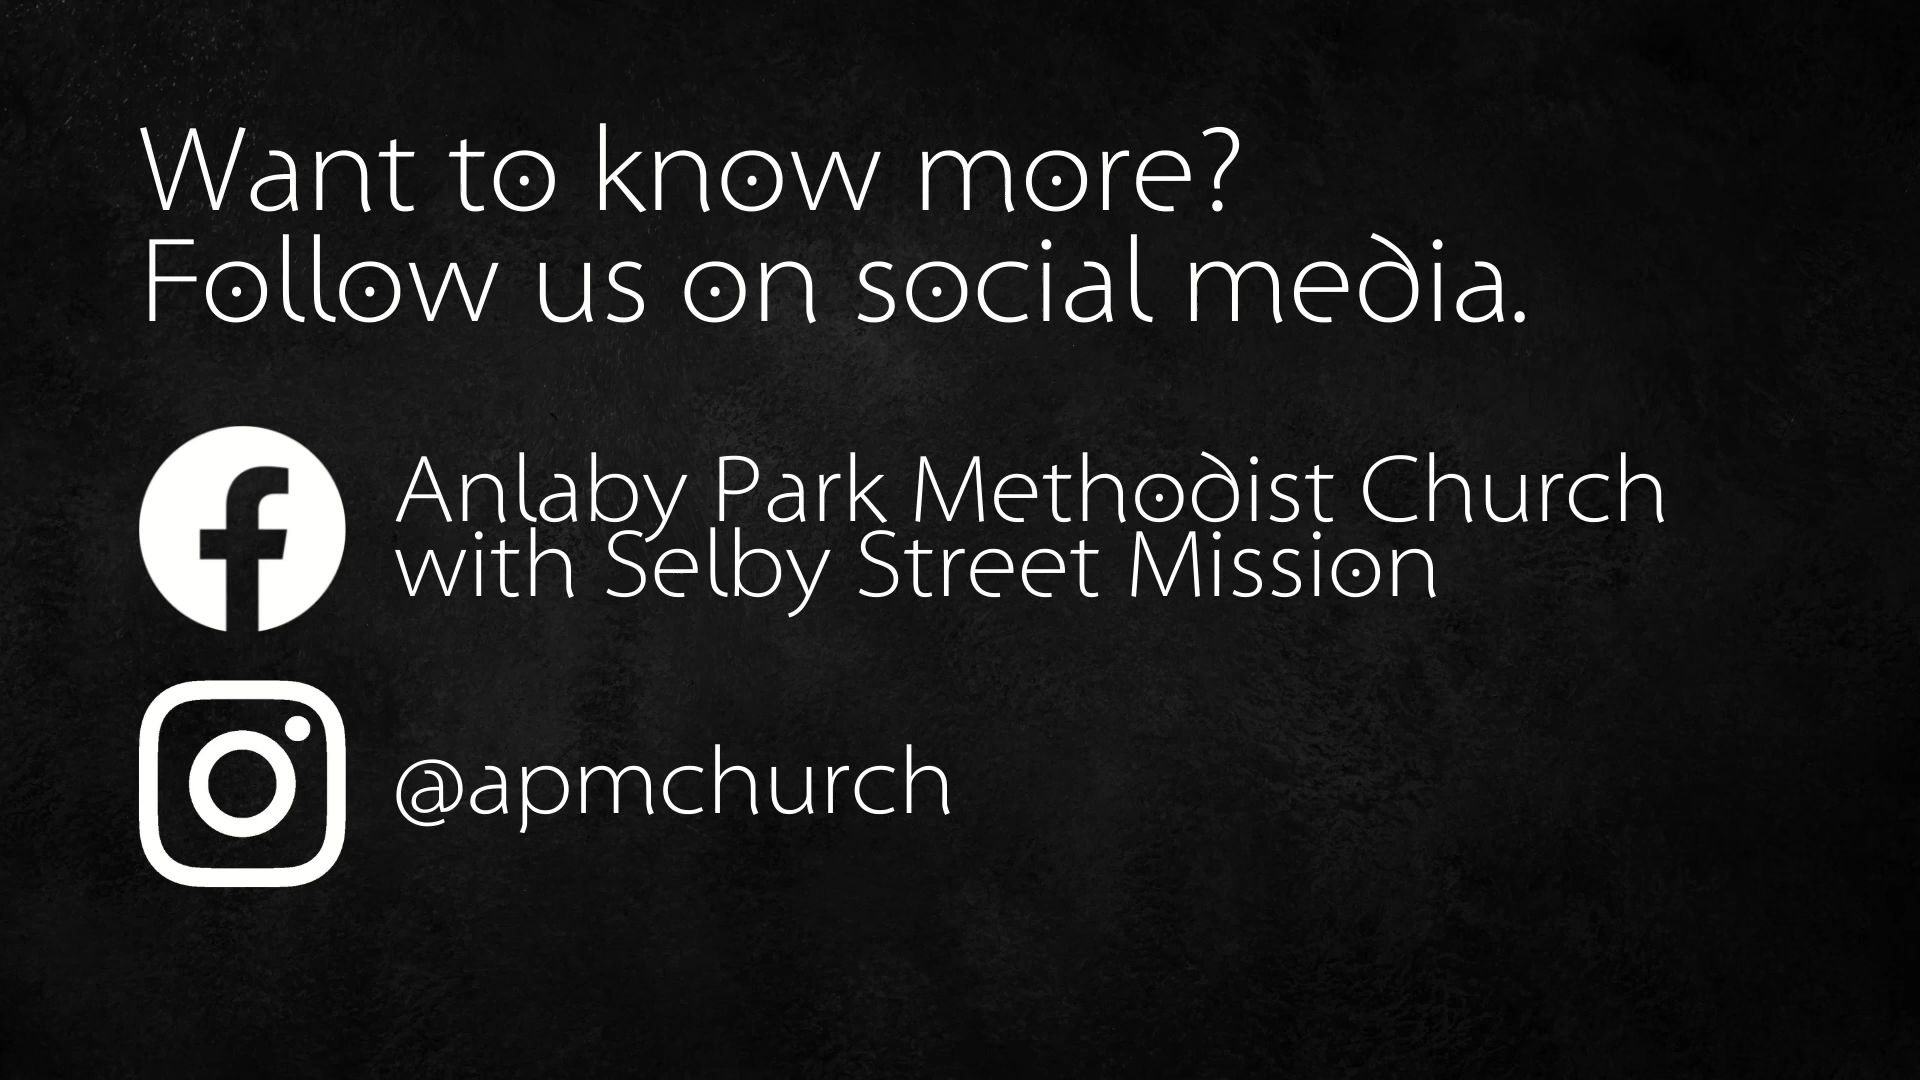 Want to know more?
Follow us on social media.
Anlaby Park Methodist Church
with Selby Street Mission
@apmchurch